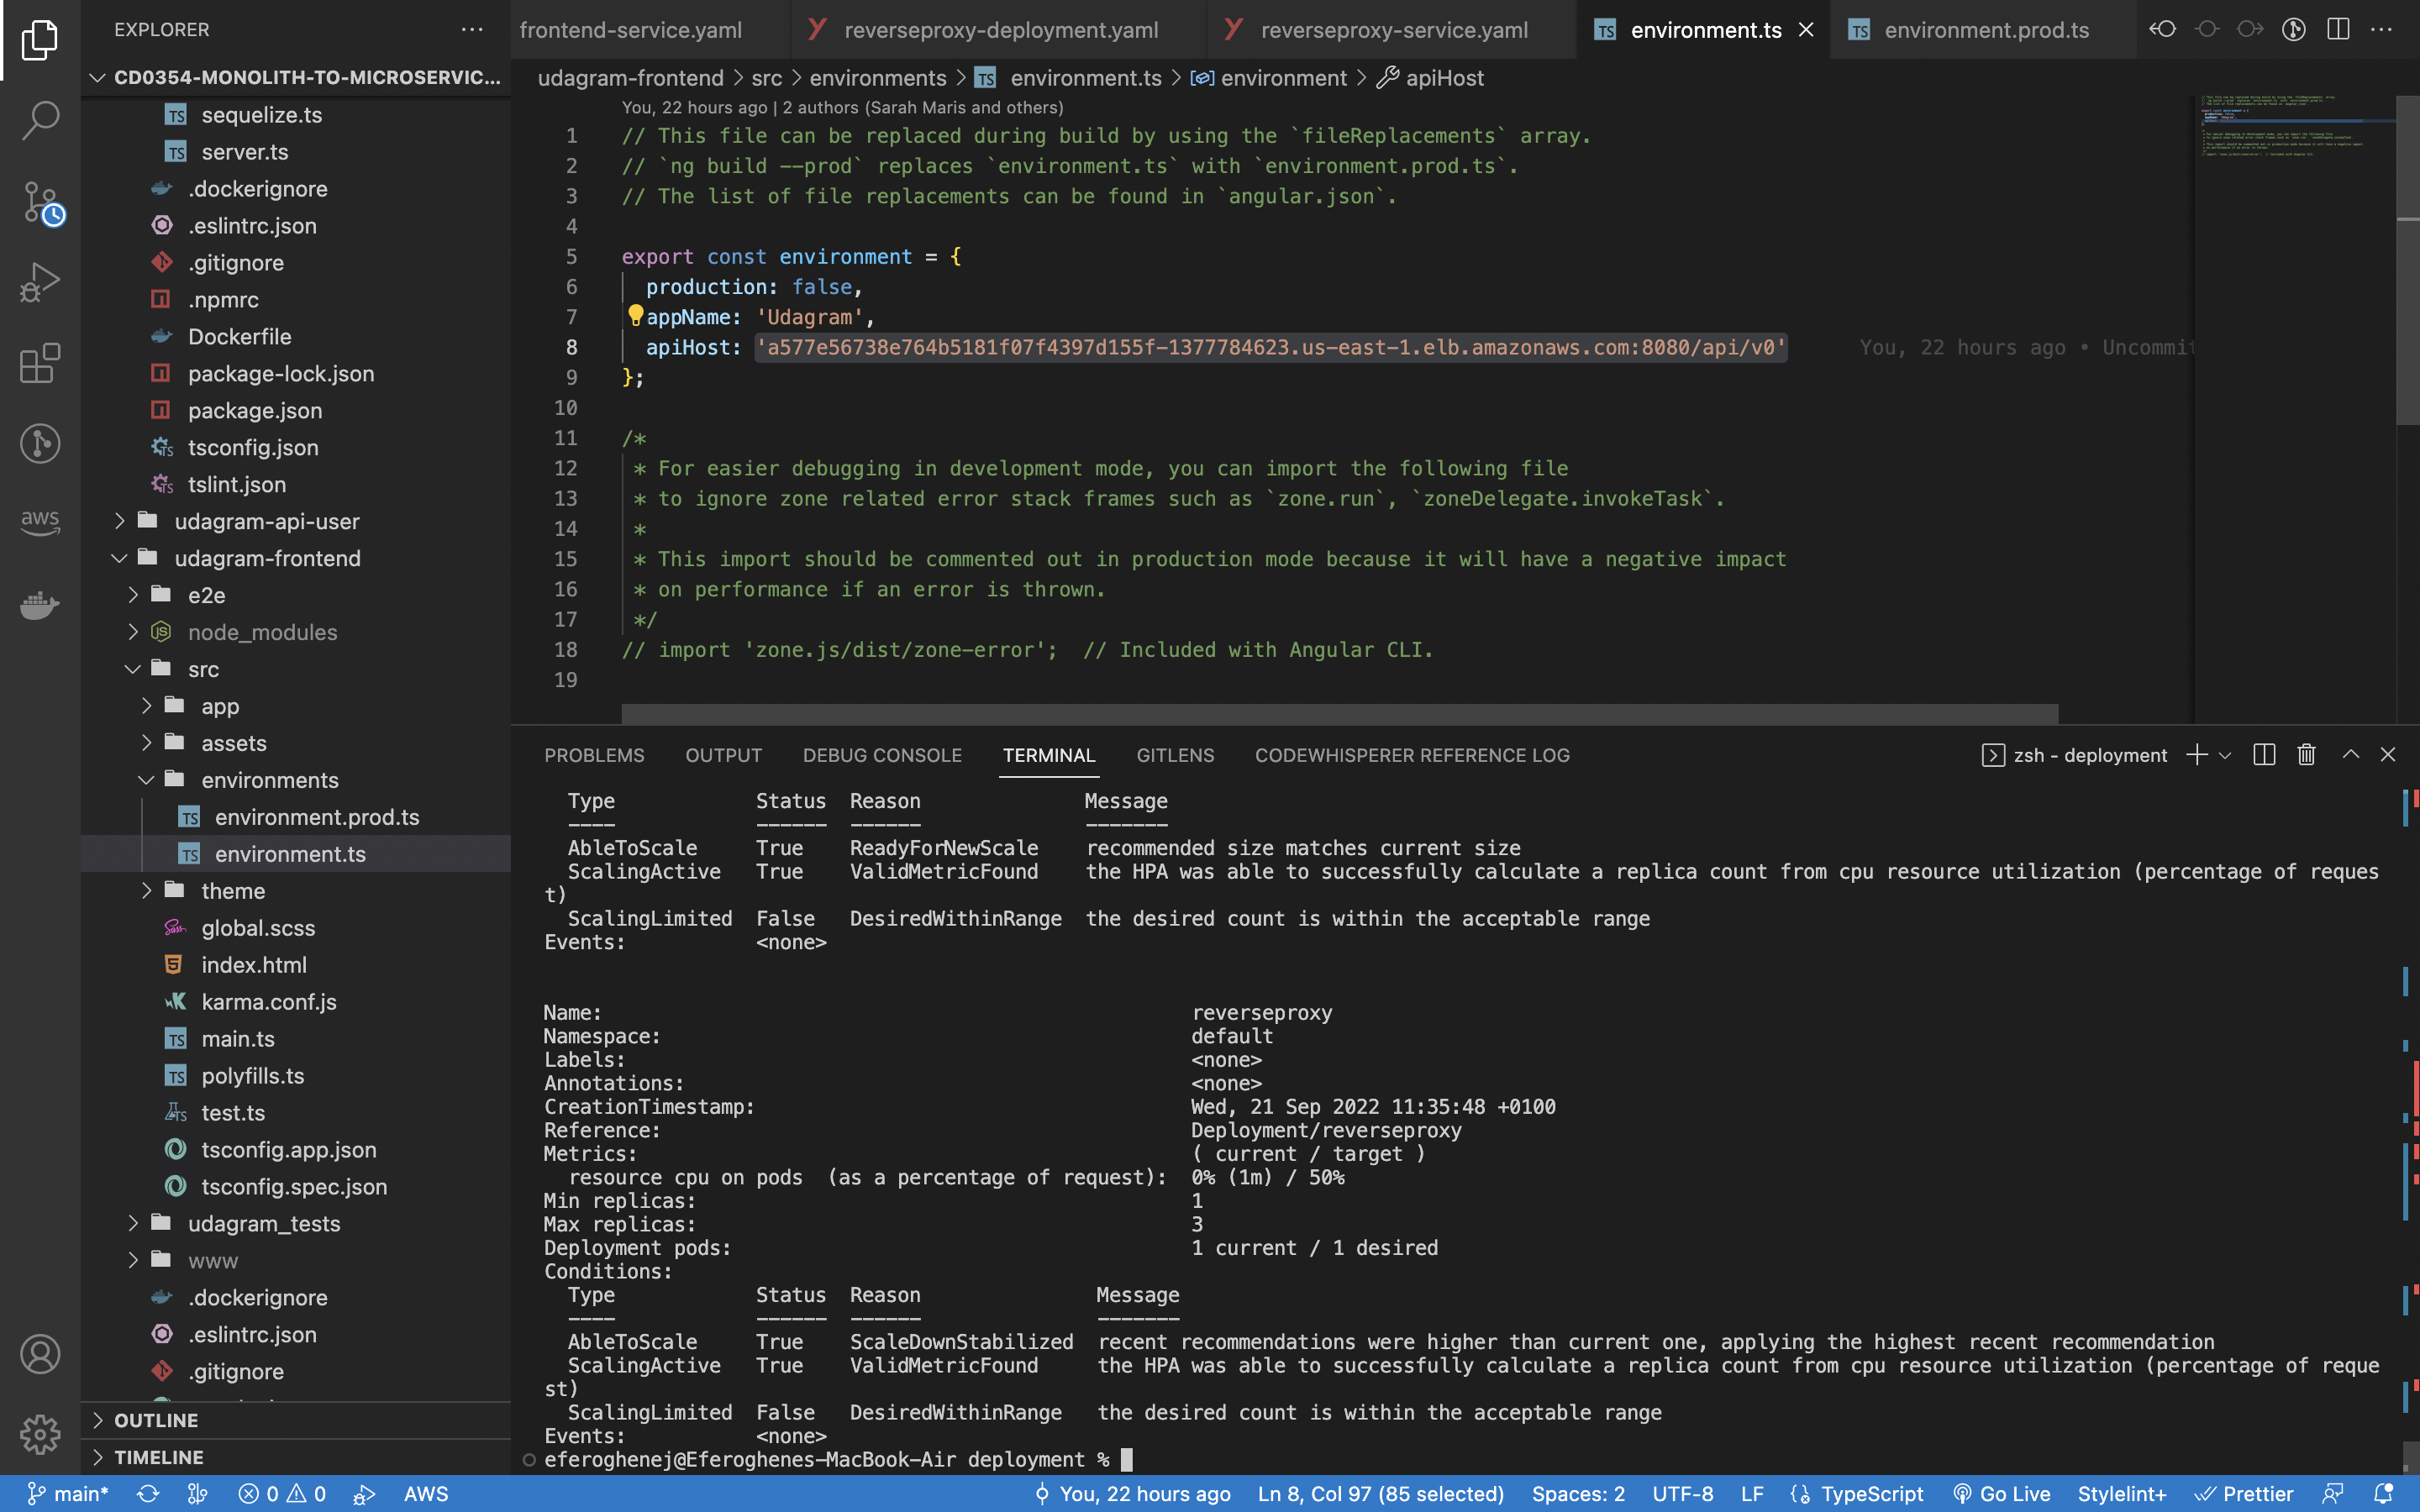 EXPLORER
CD0354-MONOLITH-TO-MICROSERVIC...
sequelize.ts
server.ts
.dockerignore
.eslintrc.json
.gitignore
.npmrc
Dockerfile
package-lock.json
package.json
tsconfig.json
tslint.json
udagram-api-user
udagram-frontend
e2e
node_modules
src
app
assets
environments
environment.prod.ts
environment.ts
theme
global.scss
index.html
karma.conf.js
main.ts
polyfills.ts
test.ts
tsconfig.app.json
tsconfig.spec.json
udagram_tests
www
.dockerignore
.eslintrc.json
.gitignore
OUTLINE
TIMELINE
aws
frontend-service.yaml reverseproxy-deployment.yaml reverseproxy-service.yaml TS environment.ts TS environment.prod.ts
udagram-frontend > src > environments > TS environment.ts > environment > apiHost
You, 22 hours ago | 2 authors (Sarah Maris and others)
1 // This file can be replaced during build by using the `fileReplacements` array.
2 // `ng build --prod` replaces `environment.ts` with `environment.prod.ts`.
3 // The list of file replacements can be found in `angular.json`.
4
5 export const environment = {
6 production: false,
7 appName: 'Udagram',
8 apiHost: 'a577e56738e764b5181f07f4397d155f-1377784623.us-east-1.elb.amazonaws.com:8080/api/v0' You, 22 hours ago • Uncommit
9 };
10
11 /*
12 * For easier debugging in development mode, you can import the following file
13 * to ignore zone related error stack frames such as `zone.run`, `zoneDelegate.invokeTask`.
14 *
15 * This import should be commented out in production mode because it will have a negative impact
16 * on performance if an error is thrown.
17 */
18 // import 'zone.js/dist/zone-error';  // Included with Angular CLI.
19
PROBLEMS OUTPUT DEBUG CONSOLE TERMINAL GITLENS CODEWHISPERER REFERENCE LOG zsh - deployment
Type Status Reason Message
---- ------ ------ -------
AbleToScale True ReadyForNewScale recommended size matches current size
ScalingActive True ValidMetricFound the HPA was able to successfully calculate a replica count from cpu resource utilization (percentage of reques
t)
ScalingLimited False DesiredWithinRange the desired count is within the acceptable range
Events: <none>
Name: reverseproxy
Namespace: default
Labels: <none>
Annotations: <none>
CreationTimestamp: Wed, 21 Sep 2022 11:35:48 +0100
Reference: Deployment/reverseproxy
Metrics: ( current / target )
resource cpu on pods  (as a percentage of request): 0% (1m) / 50%
Min replicas: 1
Max replicas: 3
Deployment pods: 1 current / 1 desired
Conditions:
Type Status Reason Message
---- ------ ------ -------
AbleToScale True ScaleDownStabilized recent recommendations were higher than current one, applying the highest recent recommendation
ScalingActive True ValidMetricFound the HPA was able to successfully calculate a replica count from cpu resource utilization (percentage of reque
st)
ScalingLimited False DesiredWithinRange the desired count is within the acceptable range
Events: <none>
eferoghenej@Eferoghenes-MacBook-Air deployment %
main* 0 0 AWS You, 22 hours ago Ln 8, Col 97 (85 selected) Spaces: 2 UTF-8 LF TypeScript Go Live Stylelint+ Prettier